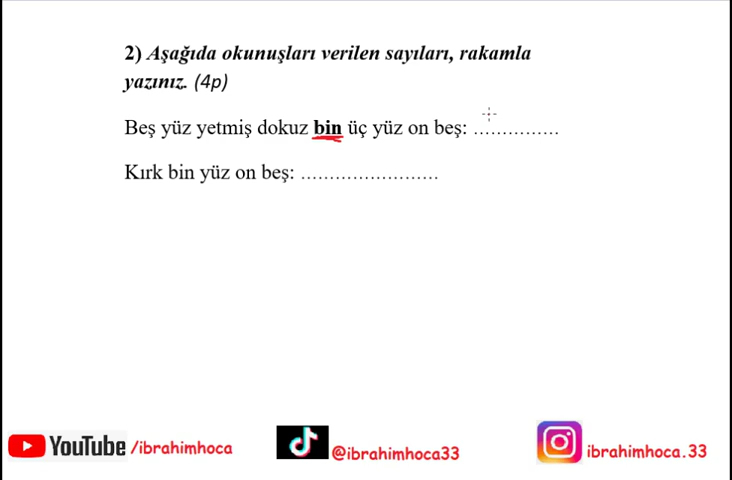 2) Aşağıda okunuşları verilen sayıları, rakamla
yazınız. (4p)
Beş yüz yetmiş dokuz bin üç yüz on beş: ...............
Kırk bin yüz on beş: ........................
YouTube /ibrahimhoca
@ibrahimhoca33
ibrahimhoca.33